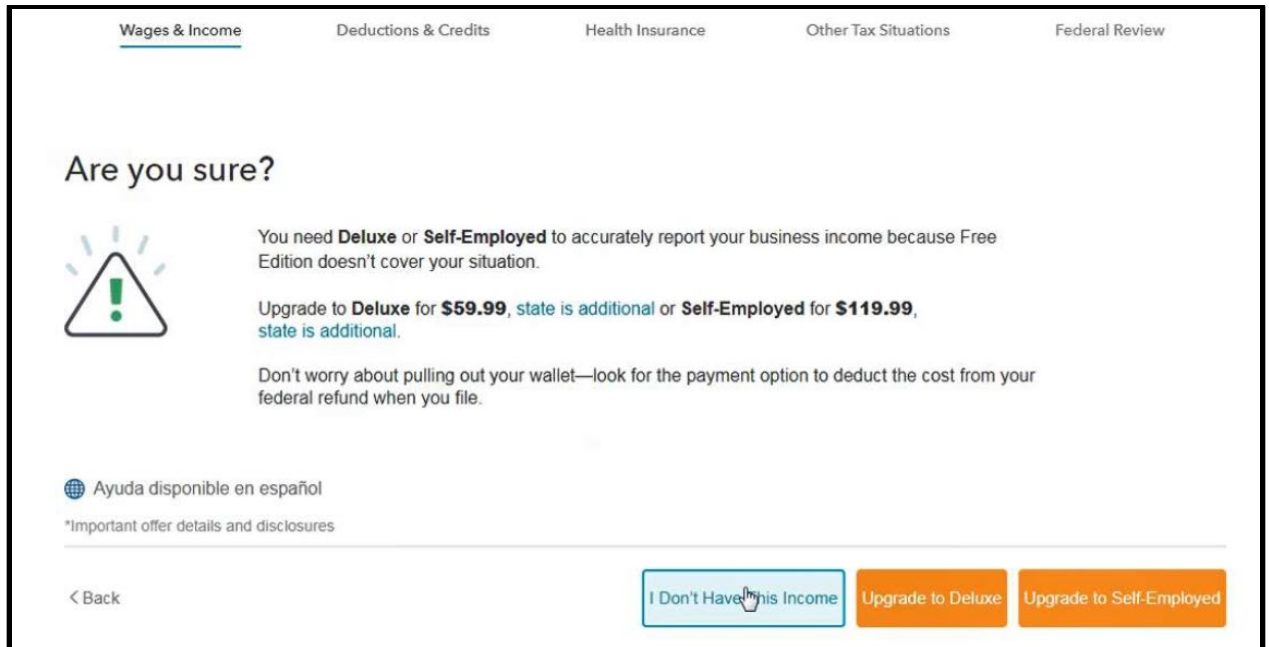 Wages & Income Deductions & Credits Health Insurance Other Tax Situations Federal Review
Are you sure?
You need Deluxe or Self-Employed to accurately report your business income because Free
Edition doesn't cover your situation.
Upgrade to Deluxe for $59.99, state is additional or Self-Employed for $119.99,
state is additional.
Don't worry about pulling out your wallet—look for the payment option to deduct the cost from your
federal refund when you file.
Ayuda disponible en español
*Important offer details and disclosures
< Back I Don't Have This Income Upgrade to Deluxe Upgrade to Self-Employed